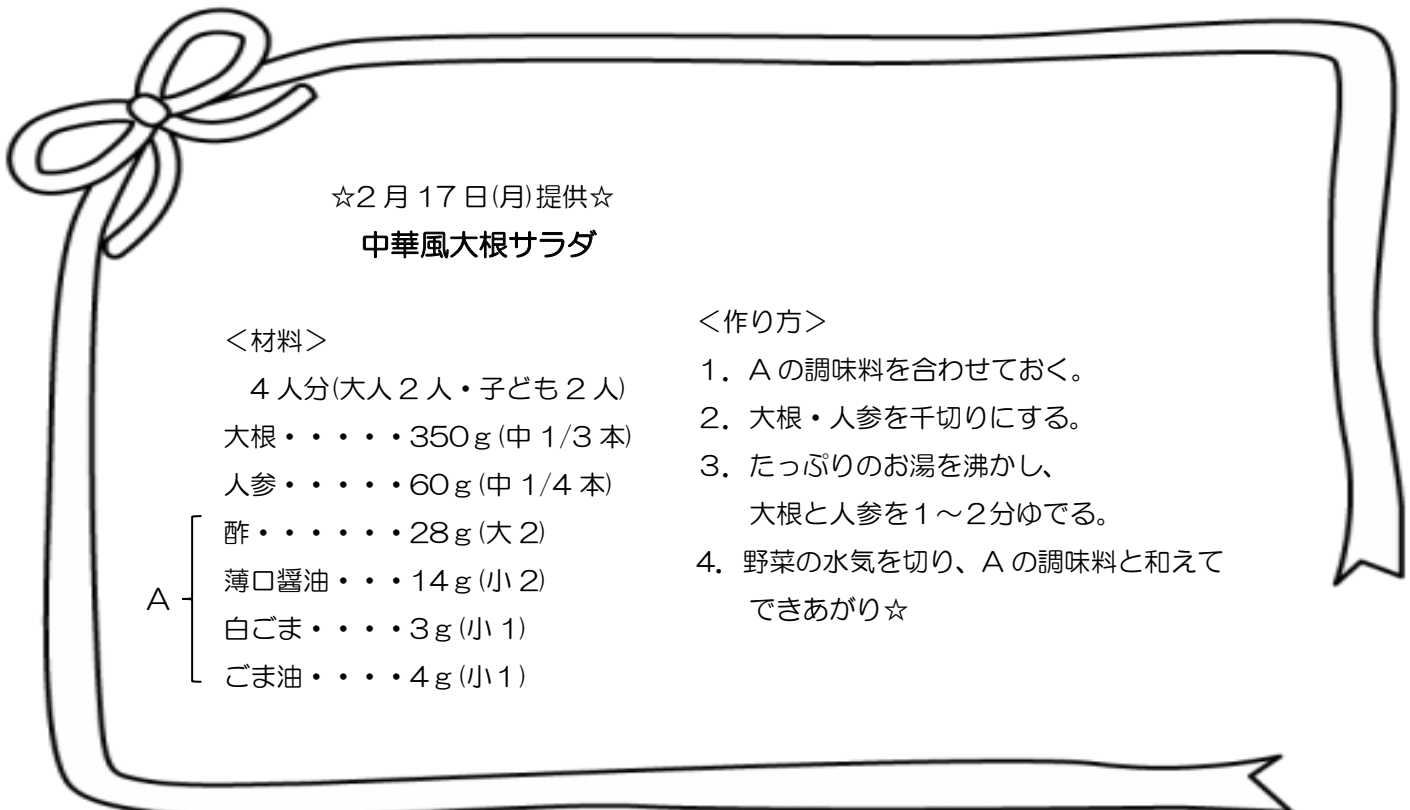 ☆2月17日(月)提供☆
中華風大根サラダ
＜材料＞
4人分(大人2人・子ども2人)
大根・・・・・350g(中1/3本)
人参・・・・・60g(中1/4本)
酢・・・・・・28g(大2)
薄口醤油・・・14g(小2)
白ごま・・・・3g(小1)
ごま油・・・・4g(小1)
A
＜作り方＞
1．Aの調味料を合わせておく。
2．大根・人参を千切りにする。
3．たっぷりのお湯を沸かし、
大根と人参を1～2分ゆでる。
4．野菜の水気を切り、Aの調味料と和えて
できあがり☆